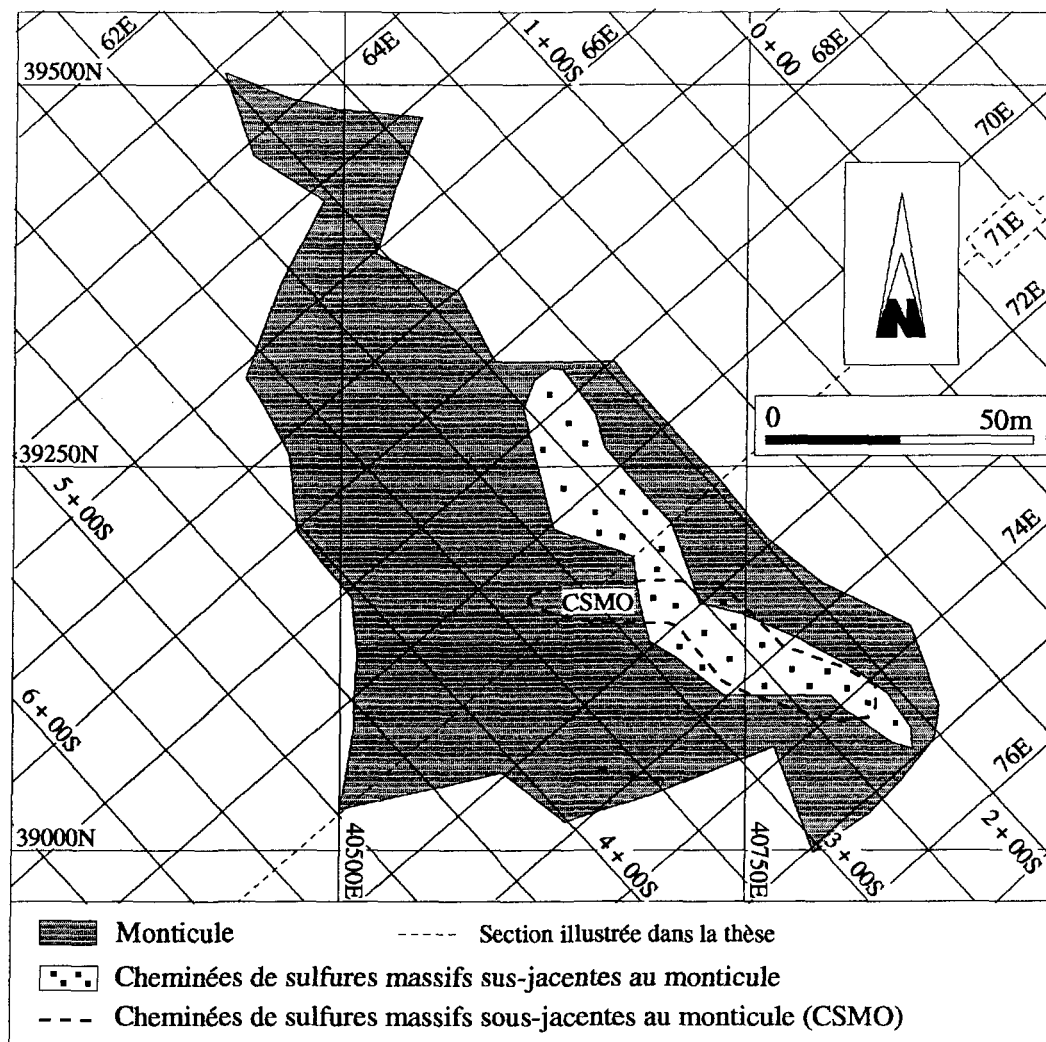 62E
64E
1 + 00S
66E
0 + 00
68E
39500N
70E
71E
72E
N
0 50m
39250N
5 + 00S
74E
CSMO
6 + 00S
76E
2 + 00S
39000N
40500E
4 + 00S
40750E
3 + 00S
Monticule
Section illustrée dans la thèse
Cheminées de sulfures massifs sus-jacentes au monticule
Cheminées de sulfures massifs sous-jacentes au monticule (CSMO)